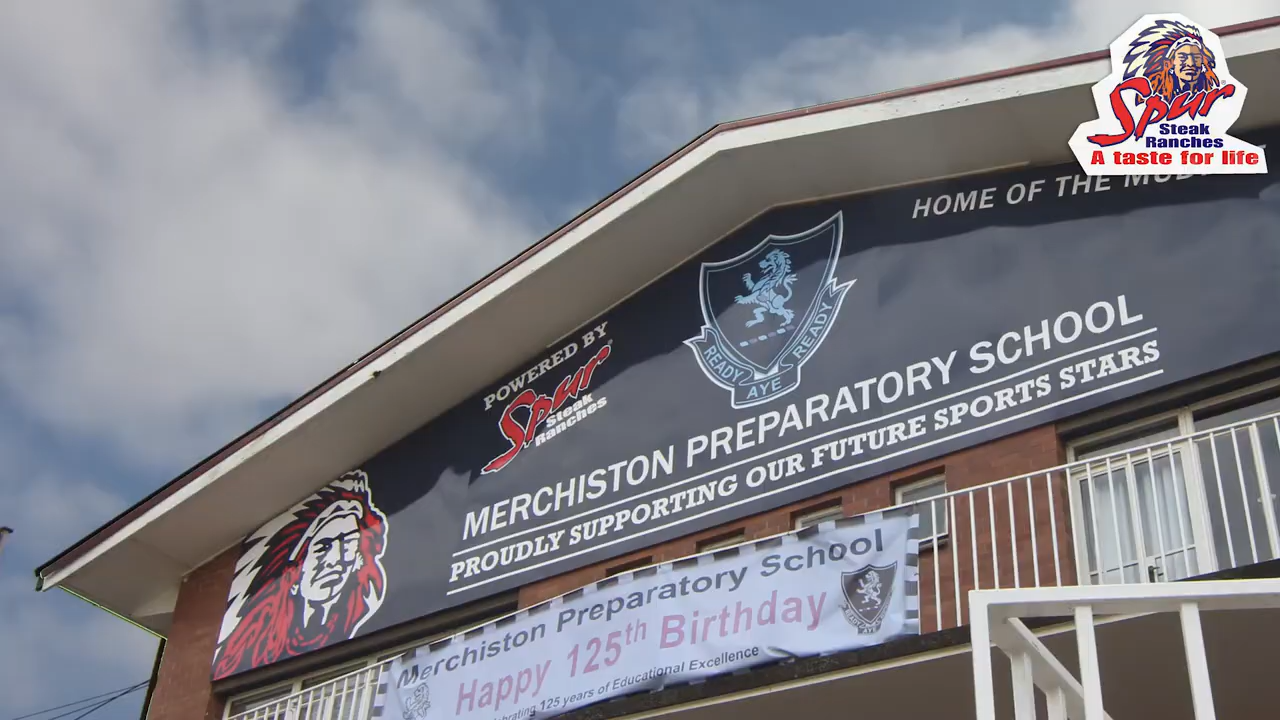 Spur
Steak
Ranches
A taste for life
HOME OF THE
POWERED BY
Spur
Steak
Ranches
READY AYE READY
MERCHISTON PREPARATORY SCHOOL
PROUDLY SUPPORTING OUR FUTURE SPORTS STARS
Merchiston Preparatory School
Happy 125th Birthday
125 years of Educational Excellence
READY AYE READY